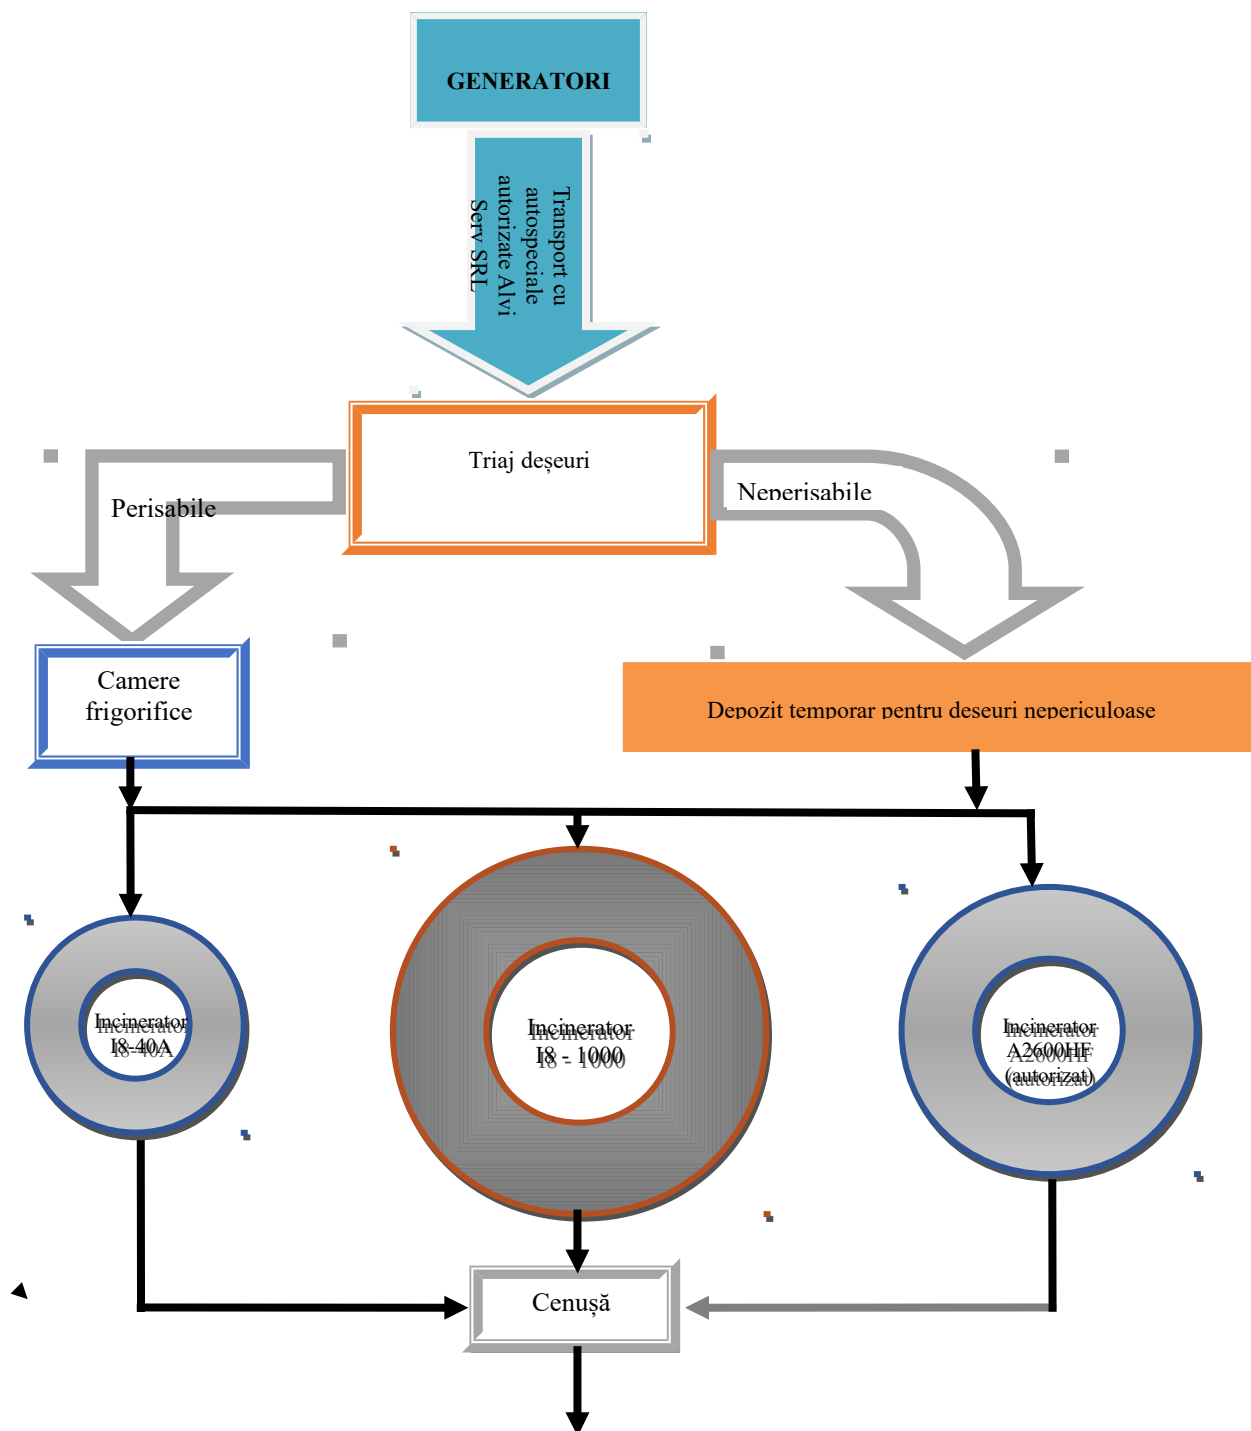 GENERATORI
Transport cu
autospeciale
autorizate Alvi
Serv SRL
Triaj deșeuri
Perisabile
Neperisabile
Camere
frigorifice
Depozit temporar pentru deseuri nepericuloase
Incinerator
I8-40A
Incinerator
I8 - 1000
Incinerator
A2600HF
(autorizat)
Cenușă